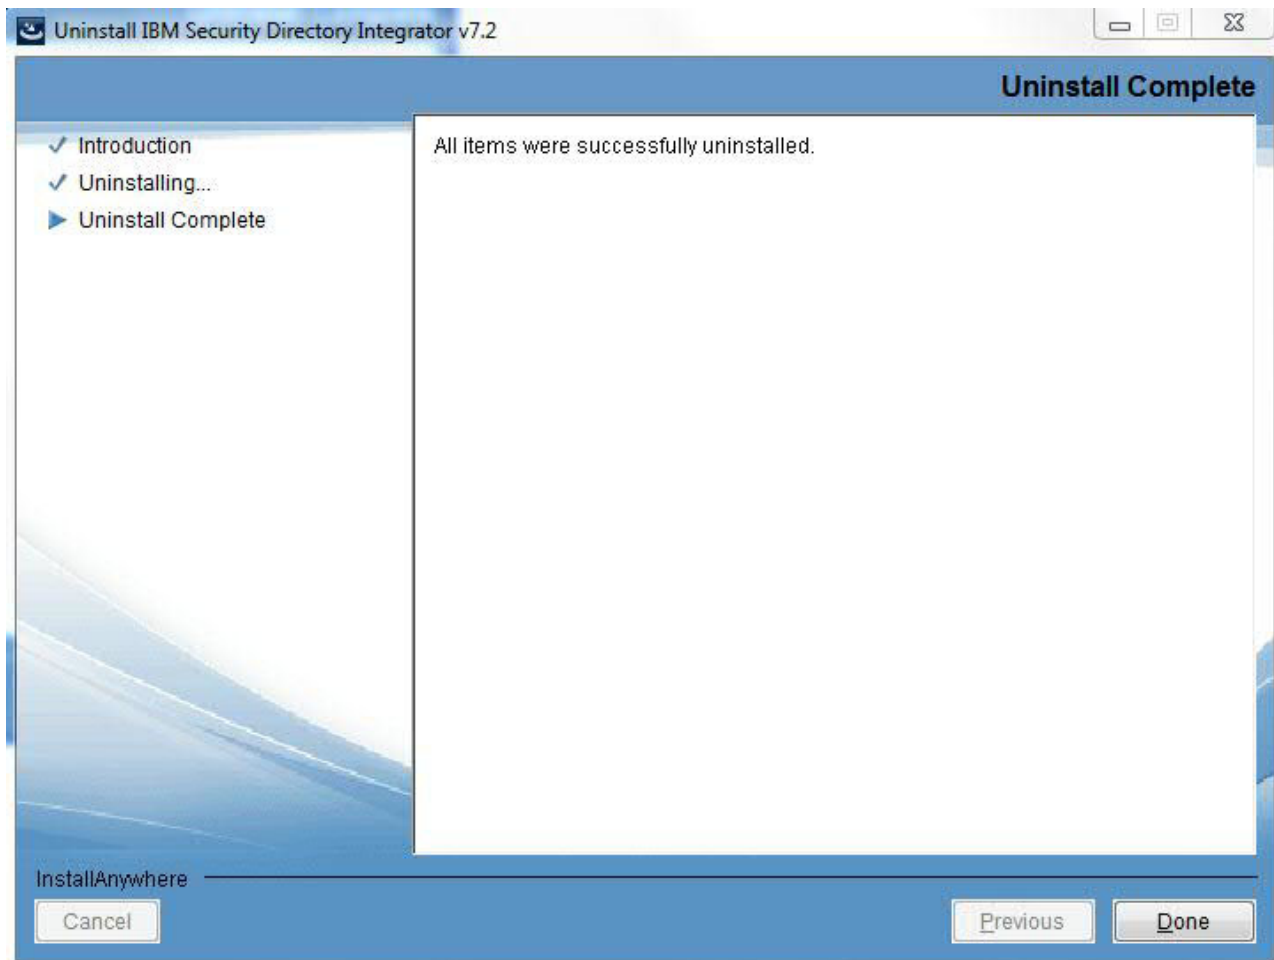 Uninstall IBM Security Directory Integrator v7.2
Uninstall Complete
Introduction
Uninstalling...
Uninstall Complete
All items were successfully uninstalled.
InstallAnywhere
Cancel
Previous
Done